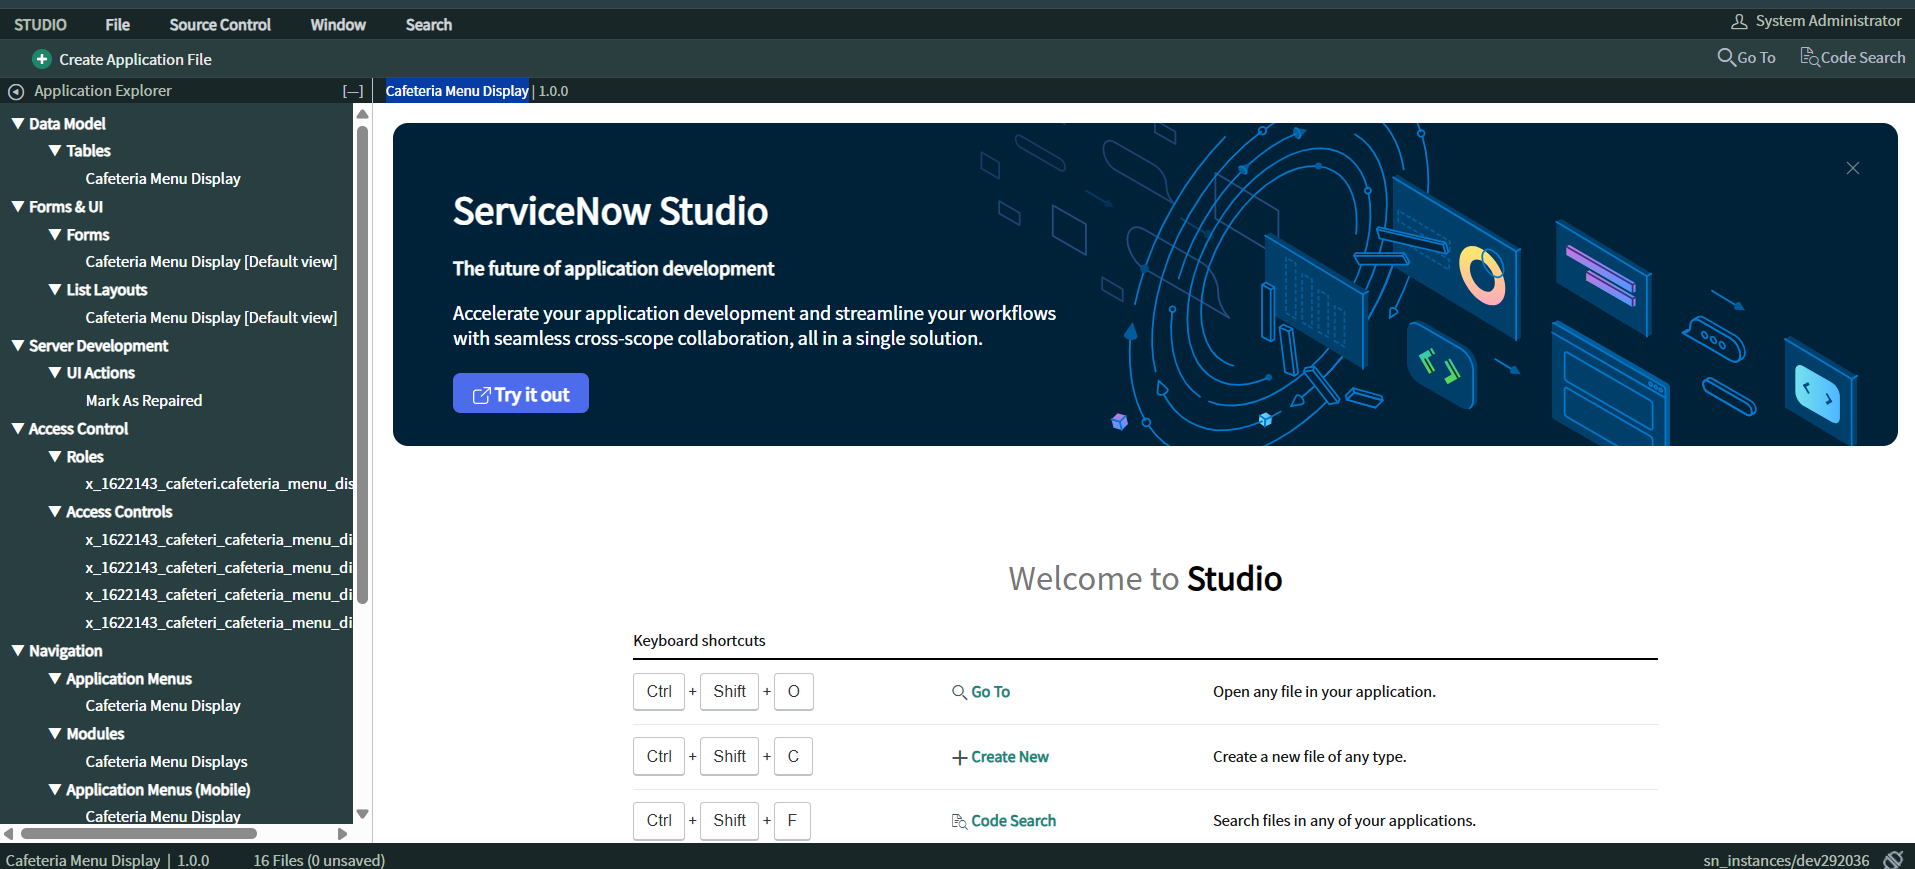 STUDIO File Source Control Window Search System Administrator
Create Application File Go To Code Search
Application Explorer [—] Cafeteria Menu Display | 1.0.0
Data Model
Tables
Cafeteria Menu Display
Forms & UI
Forms
Cafeteria Menu Display [Default view]
List Layouts
Cafeteria Menu Display [Default view]
Server Development
UI Actions
Mark As Repaired
Access Control
Roles
x_1622143_cafeteri.cafeteria_menu_dis
Access Controls
x_1622143_cafeteri_cafeteria_menu_di
x_1622143_cafeteri_cafeteria_menu_di
x_1622143_cafeteri_cafeteria_menu_di
x_1622143_cafeteri_cafeteria_menu_di
Navigation
Application Menus
Cafeteria Menu Display
Modules
Cafeteria Menu Displays
Application Menus (Mobile)
Cafeteria Menu Display
ServiceNow Studio
The future of application development
Accelerate your application development and streamline your workflows
with seamless cross-scope collaboration, all in a single solution.
Try it out
Welcome to Studio
Keyboard shortcuts
Ctrl + Shift + O Go To Open any file in your application.
Ctrl + Shift + C Create New Create a new file of any type.
Ctrl + Shift + F Code Search Search files in any of your applications.
Cafeteria Menu Display | 1.0.0 16 Files (0 unsaved) sn_instances/dev292036